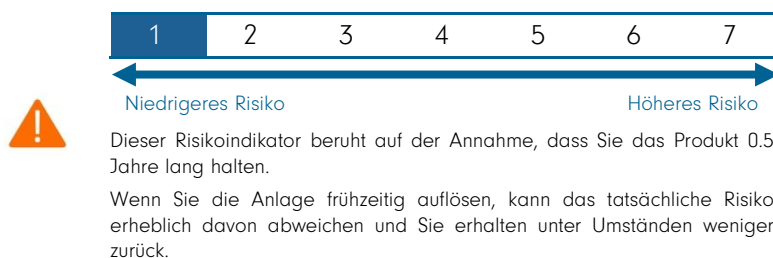 1 2 3 4 5 6 7
Niedrigeres Risiko Höheres Risiko
Dieser Risikoindikator beruht auf der Annahme, dass Sie das Produkt 0.5
Jahre lang halten.
Wenn Sie die Anlage frühzeitig auflösen, kann das tatsächliche Risiko
erheblich davon abweichen und Sie erhalten unter Umständen weniger
zurück.